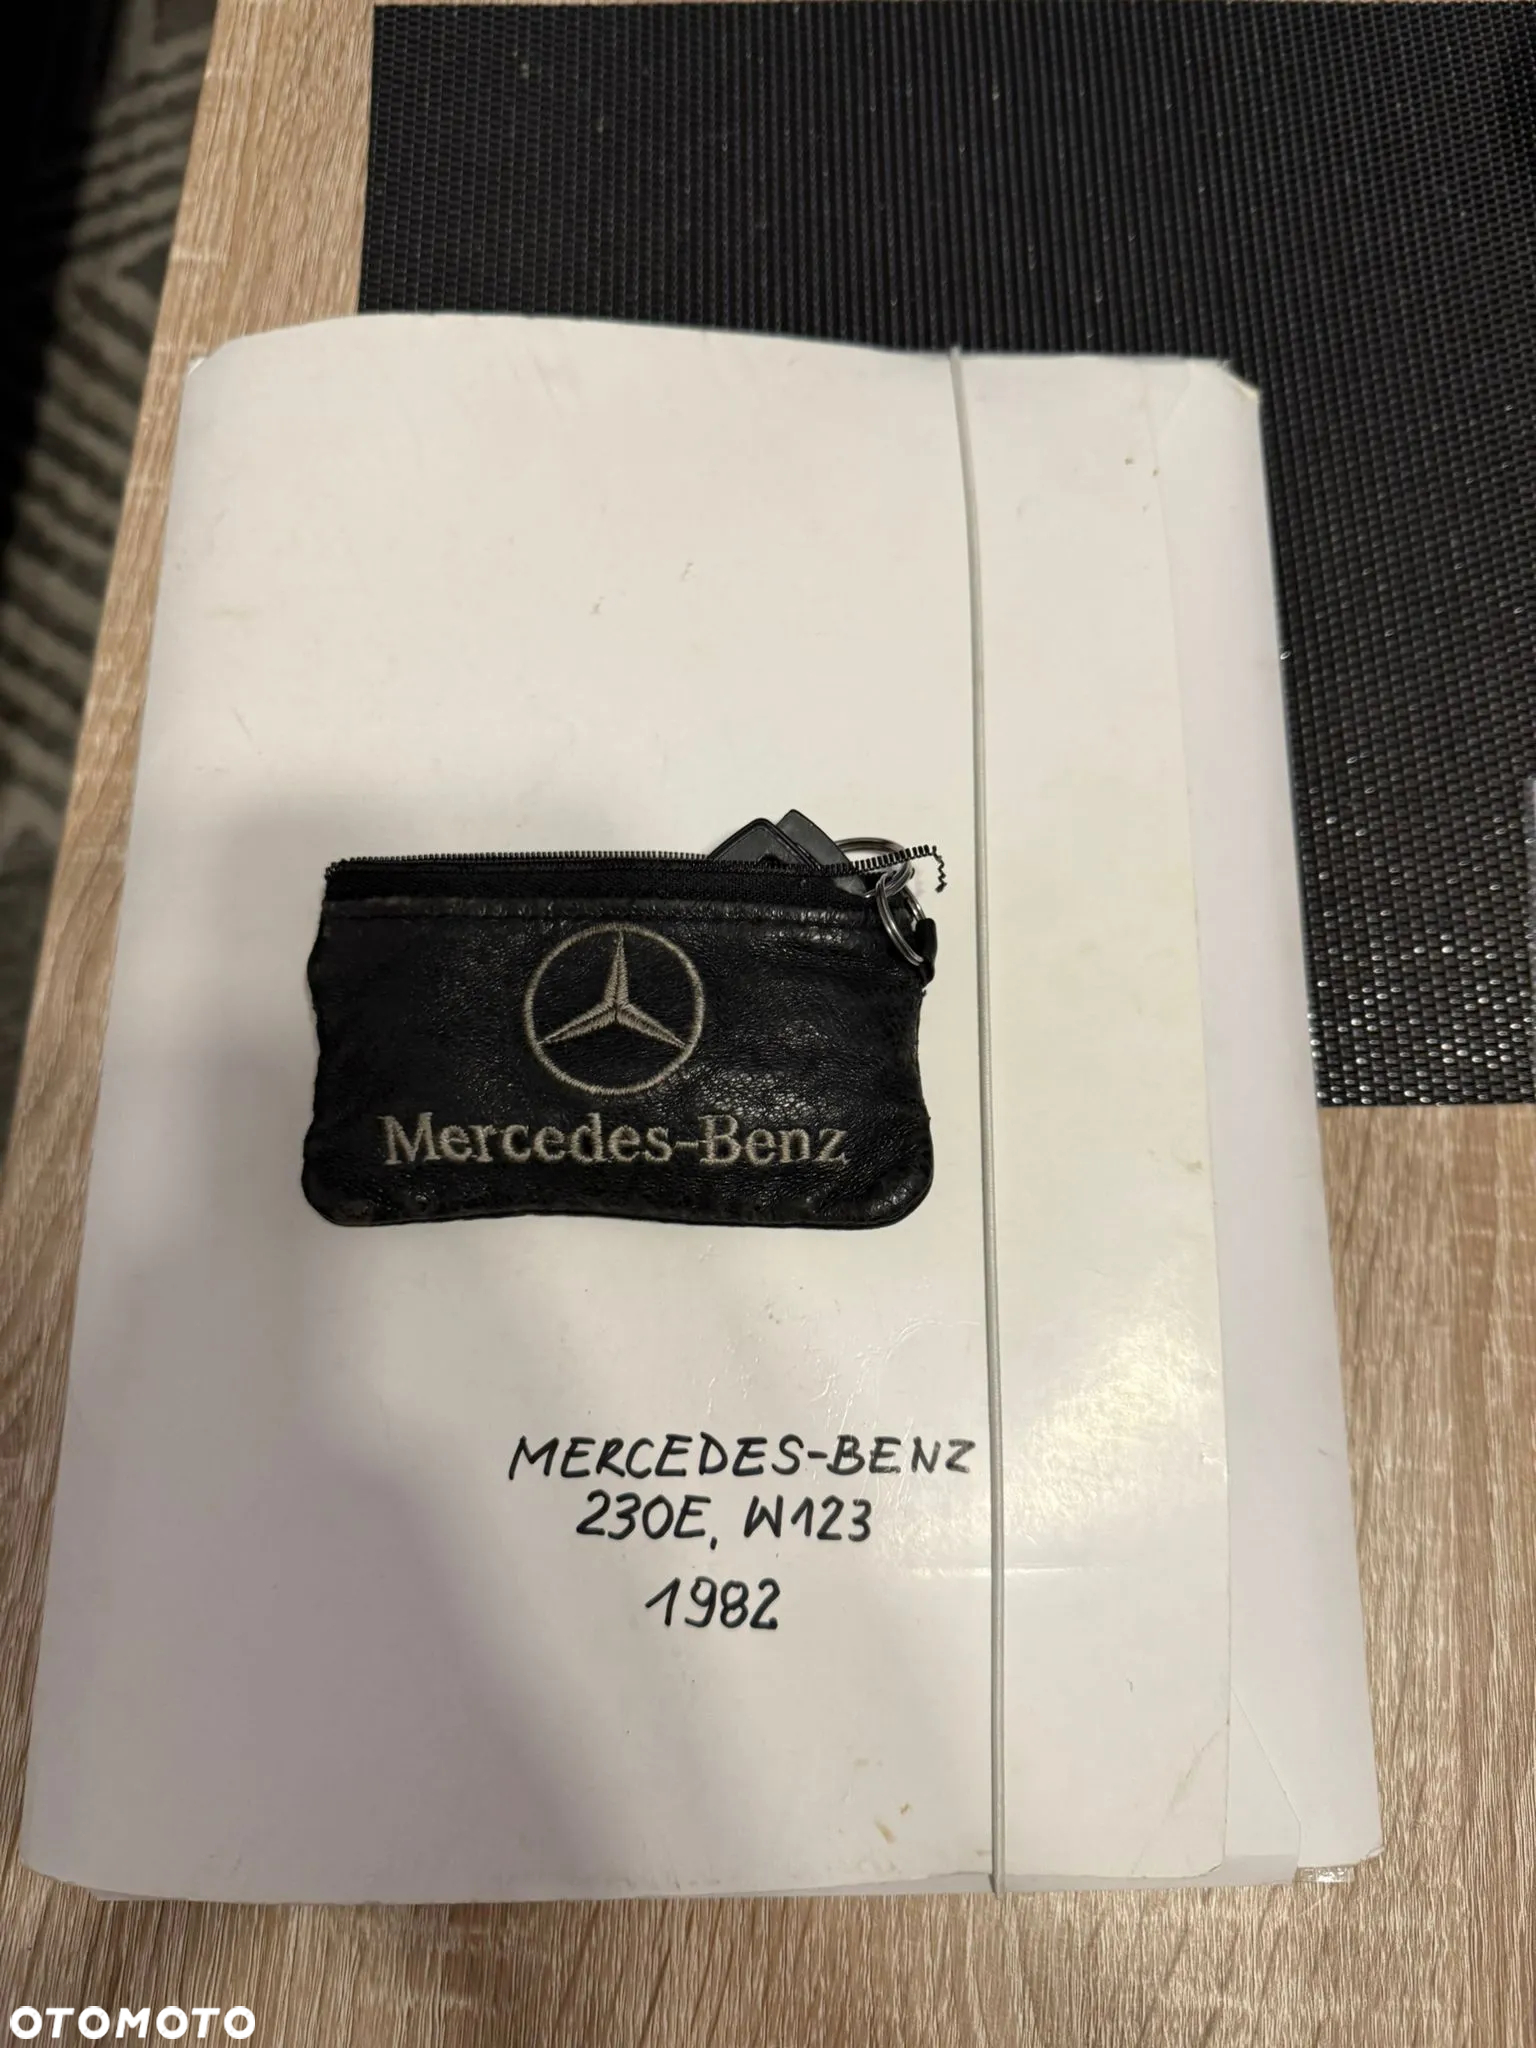 Mercedes-Benz
MERCEDES-BENZ
230E, W123
1982
OTOMOTO